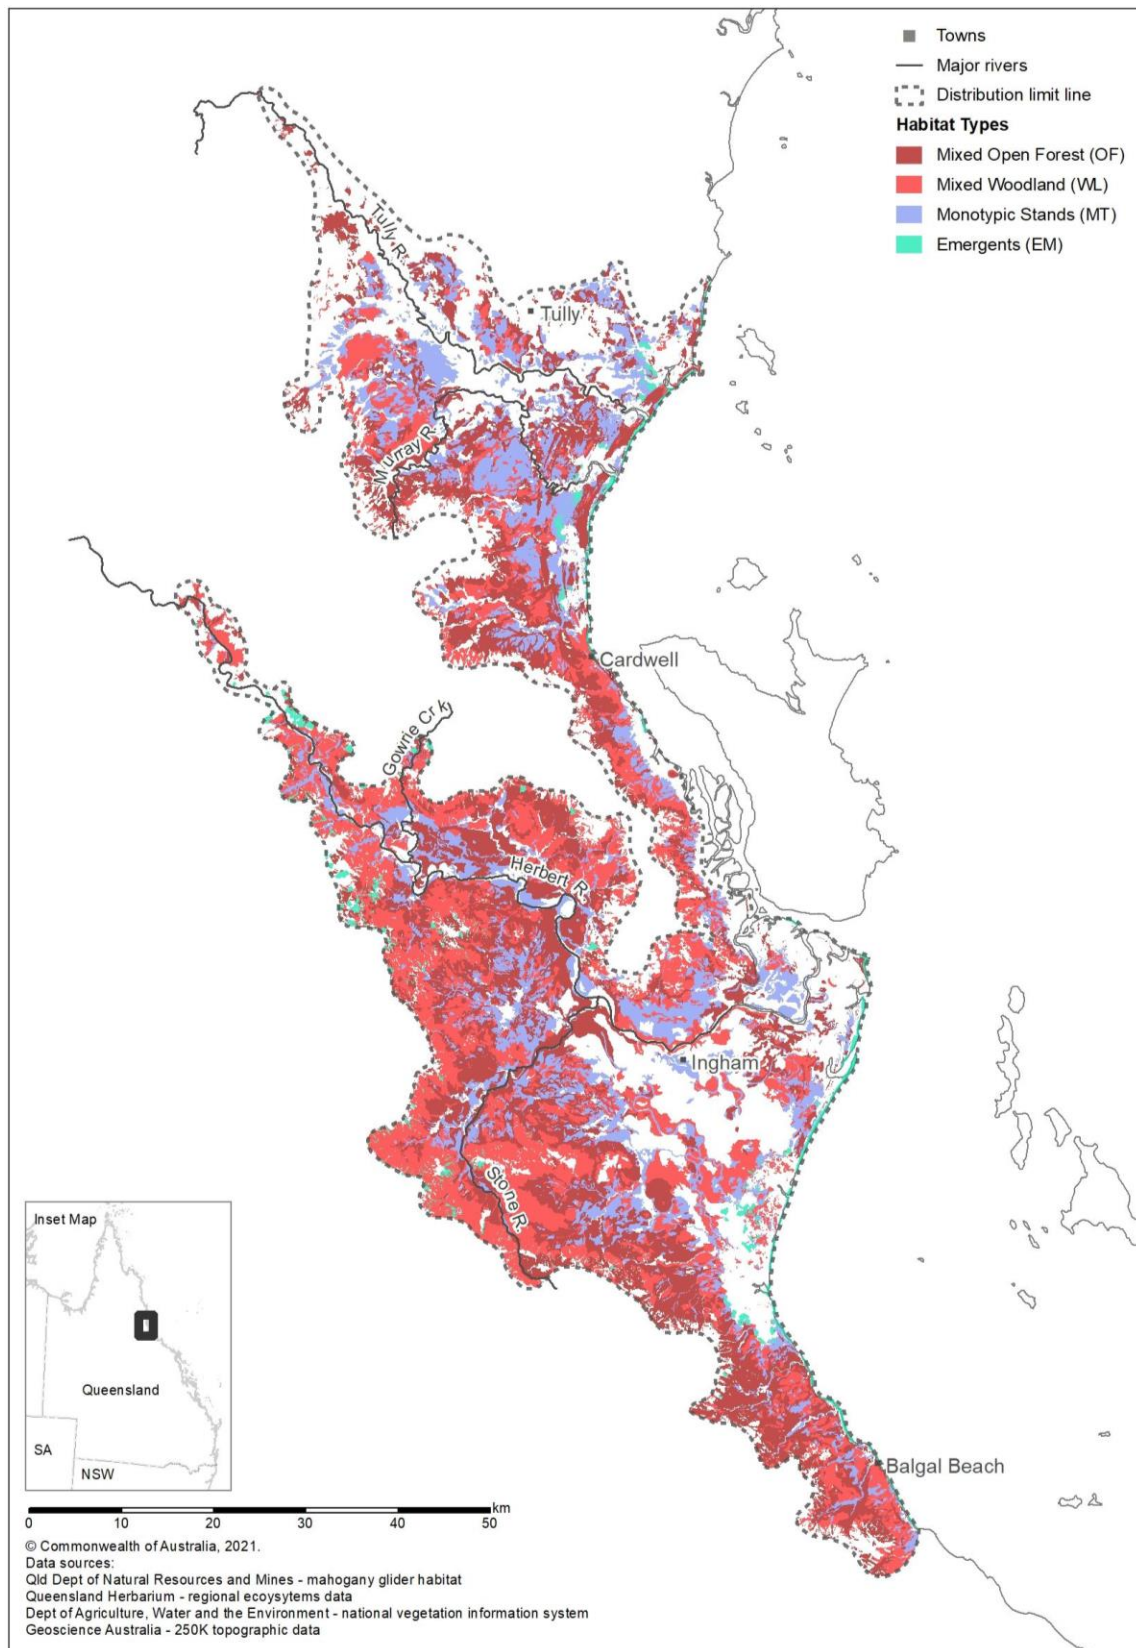 Towns
Major rivers
Distribution limit line
Habitat Types
Mixed Open Forest (OF)
Mixed Woodland (WL)
Monotypic Stands (MT)
Emergents (EM)
Tully R.
Tully
Murray R.
Cardwell
Gowrie Crk
Herbert R.
Ingham
Stone R.
Balgal Beach
Inset Map
Queensland
SA
NSW
km
0 10 20 30 40 50
© Commonwealth of Australia, 2021.
Data sources:
Qld Dept of Natural Resources and Mines - mahogany glider habitat
Queensland Herbarium - regional ecosytems data
Dept of Agriculture, Water and the Environment - national vegetation information system
Geoscience Australia - 250K topographic data